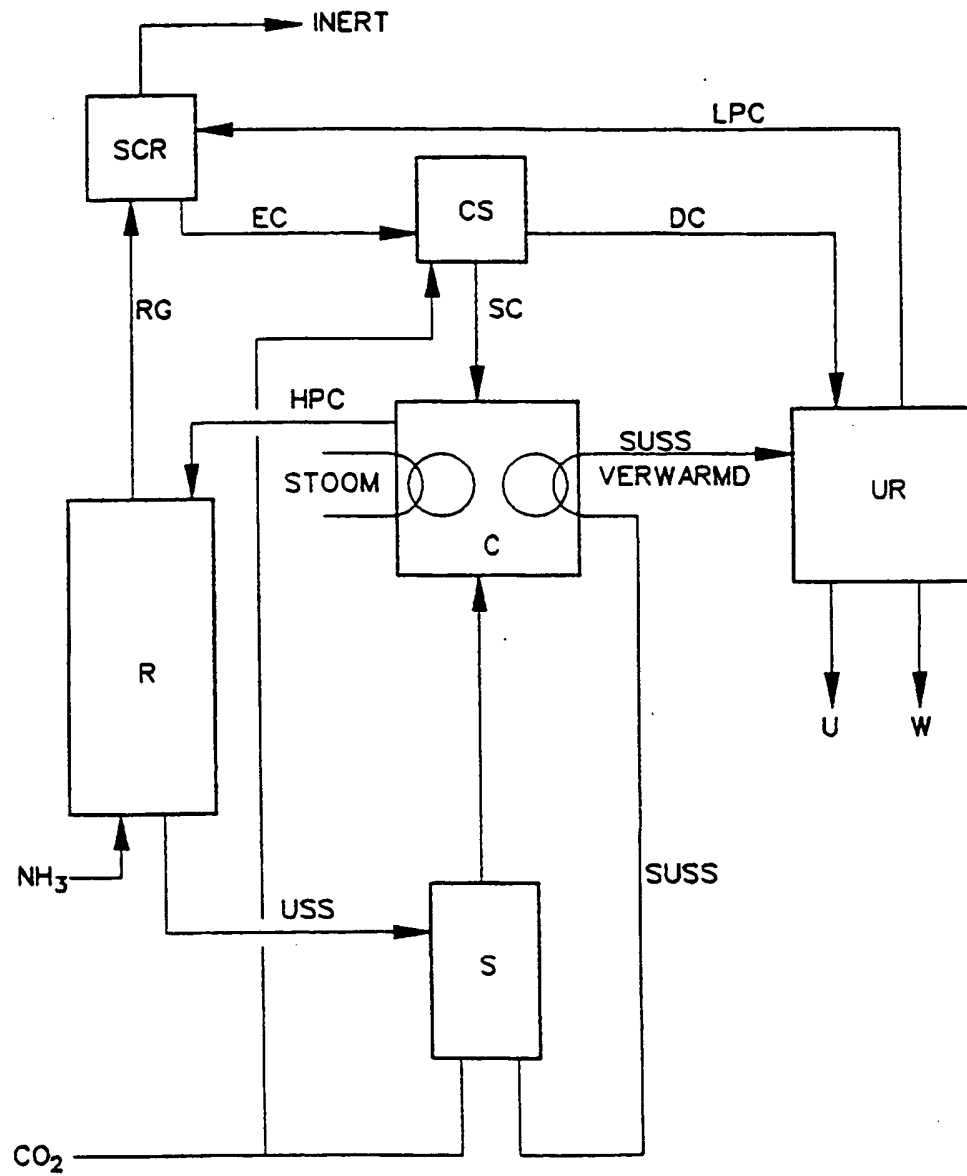 INERT
LPC
SCR
EC
CS
DC
RG
SC
HPC
SUSS
STOOM
VERWARMD
UR
C
R
U
W
NH₃
SUSS
USS
S
CO₂